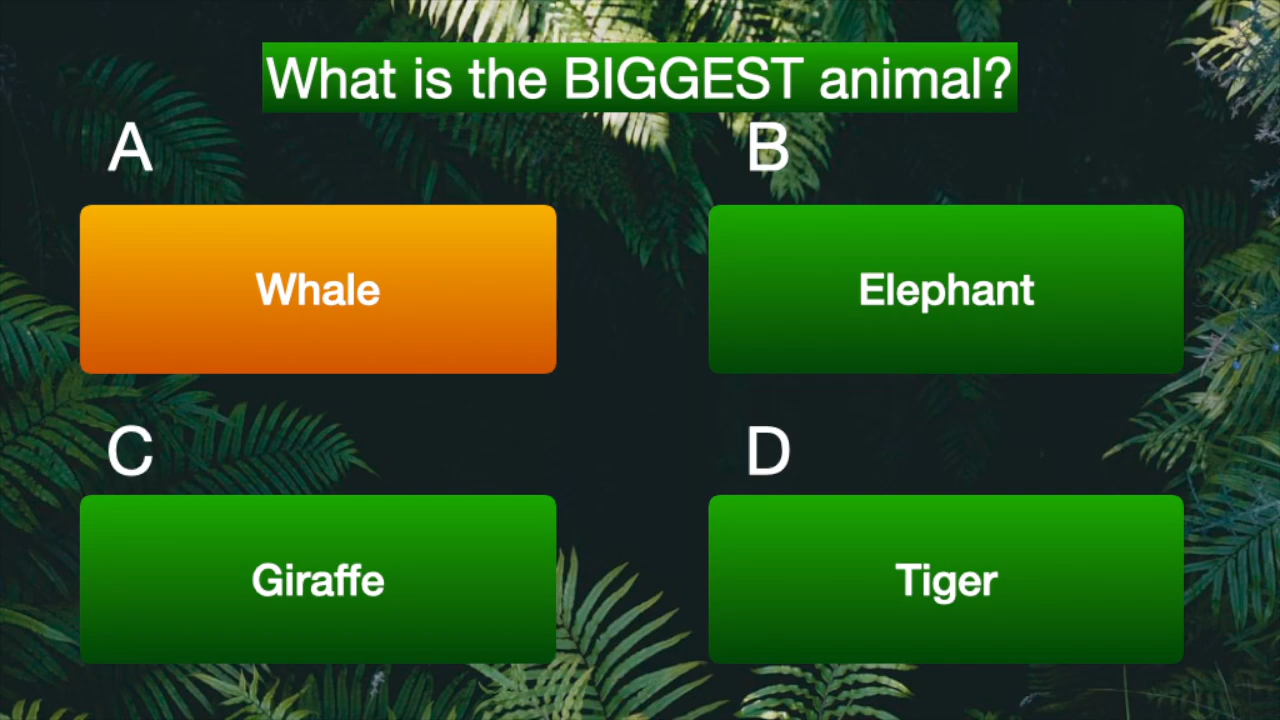 What is the BIGGEST animal?
A
B
Whale
Elephant
C
D
Giraffe
Tiger